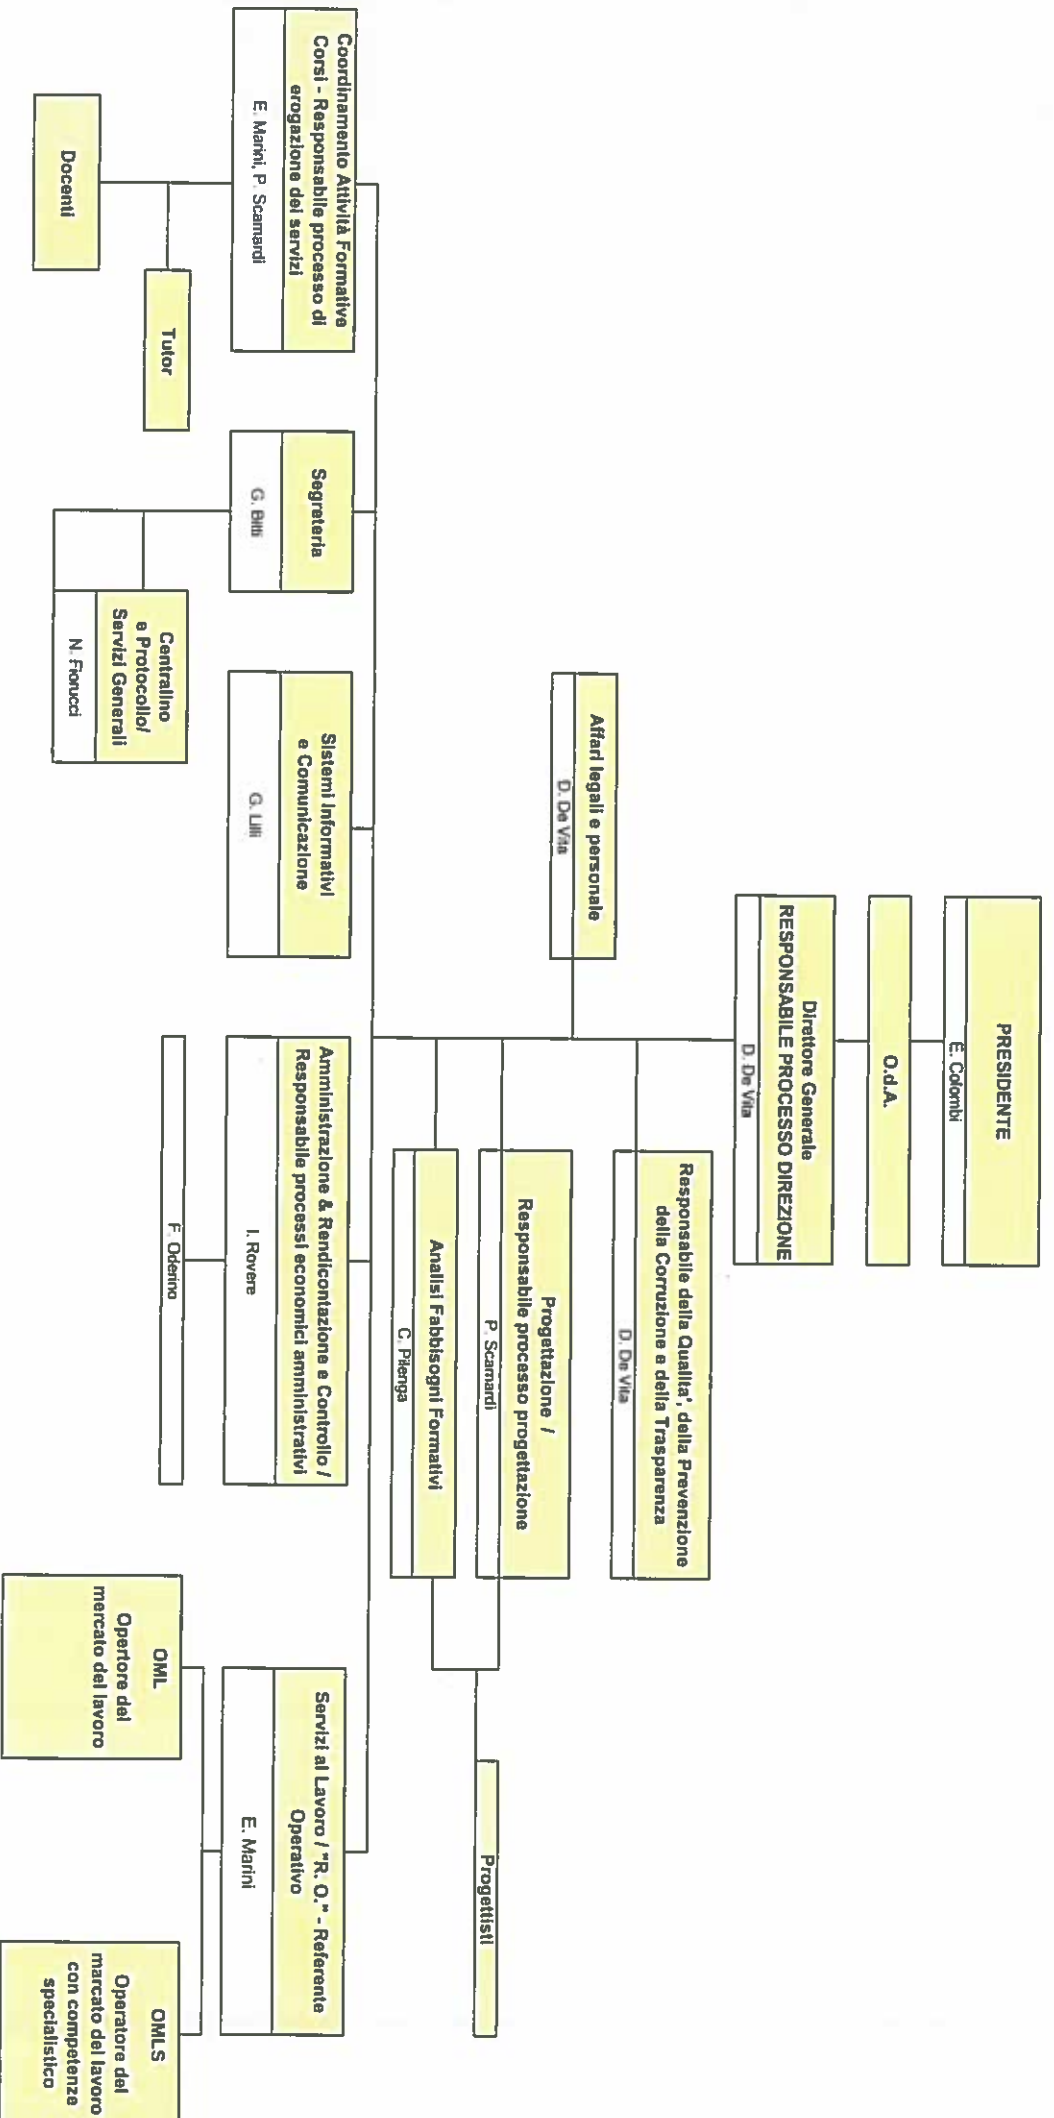 PRESIDENTE
E. Colombi
O.d.A.
Direttore Generale
RESPONSABILE PROCESSO DIREZIONE
D. De Vita
Responsabile della Qualita', della Prevenzione
della Corruzione e della Trasparenza
D. De Vita
Affari legali e personale
D. De Vita
Progettazione /
Responsabile processo progettazione
P. Scamardi
Analisi Fabbisogni Formativi
C. Pilenga
Progettisti
Coordinamento Attività Formative
Corsi - Responsabile processo di
erogazione dei servizi
E. Marini, P. Scamardi
Segreteria
G. Bitti
Sistemi Informativi
e Comunicazione
G. Lilli
Amministrazione & Rendicontazione e Controllo /
Responsabile processi economici amministrativi
I. Rovere
Servizi al Lavoro / "R. O." - Referente
Operativo
E. Marini
Docenti
Tutor
Centralino
e Protocollo/
Servizi Generali
N. Fiorucci
F. Oderino
OML
Opertore del
mercato del lavoro
OMLS
Operatore del
marcato del lavoro
con competenze
specialistico